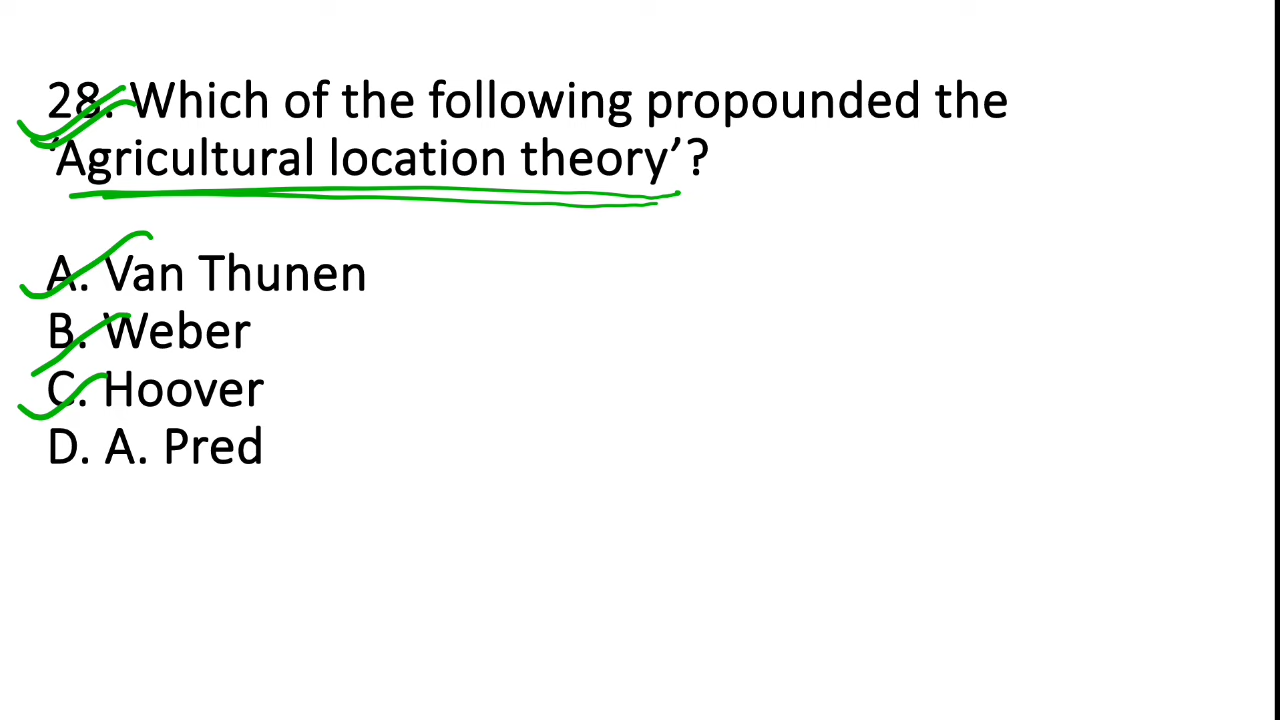 28. Which of the following propounded the
‘Agricultural location theory’?
A. Van Thunen
B. Weber
C. Hoover
D. A. Pred